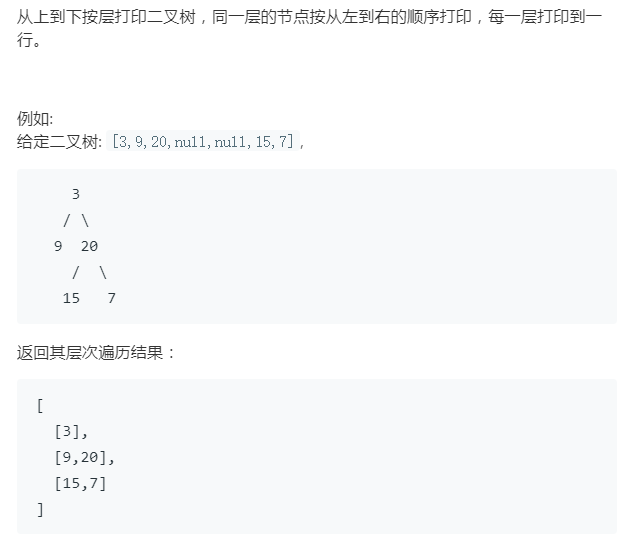 从上到下按层打印二叉树，同一层的节点按从左到右的顺序打印，每一层打印到一
行。
例如:
给定二叉树: [3,9,20,null,null,15,7],
3
/ \
9 20
/ \
15 7
返回其层次遍历结果：
[
[3],
[9,20],
[15,7]
]